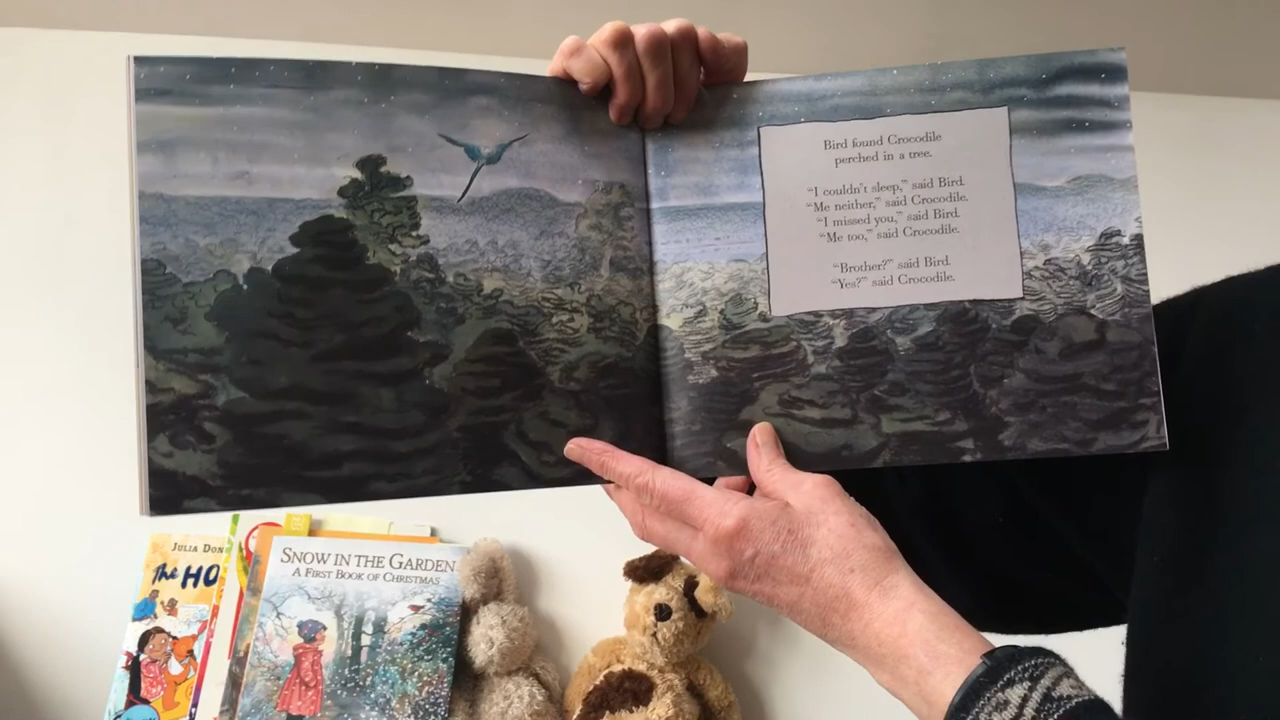 Bird found Crocodile
perched in a tree.
“I couldn’t sleep,” said Bird.
“Me neither,” said Crocodile.
“I missed you,” said Bird.
“Me too,” said Crocodile.
“Brother?” said Bird.
“Yes?” said Crocodile.
JULIA
The
SNOW IN THE GARDEN
A FIRST BOOK OF CHRISTMAS